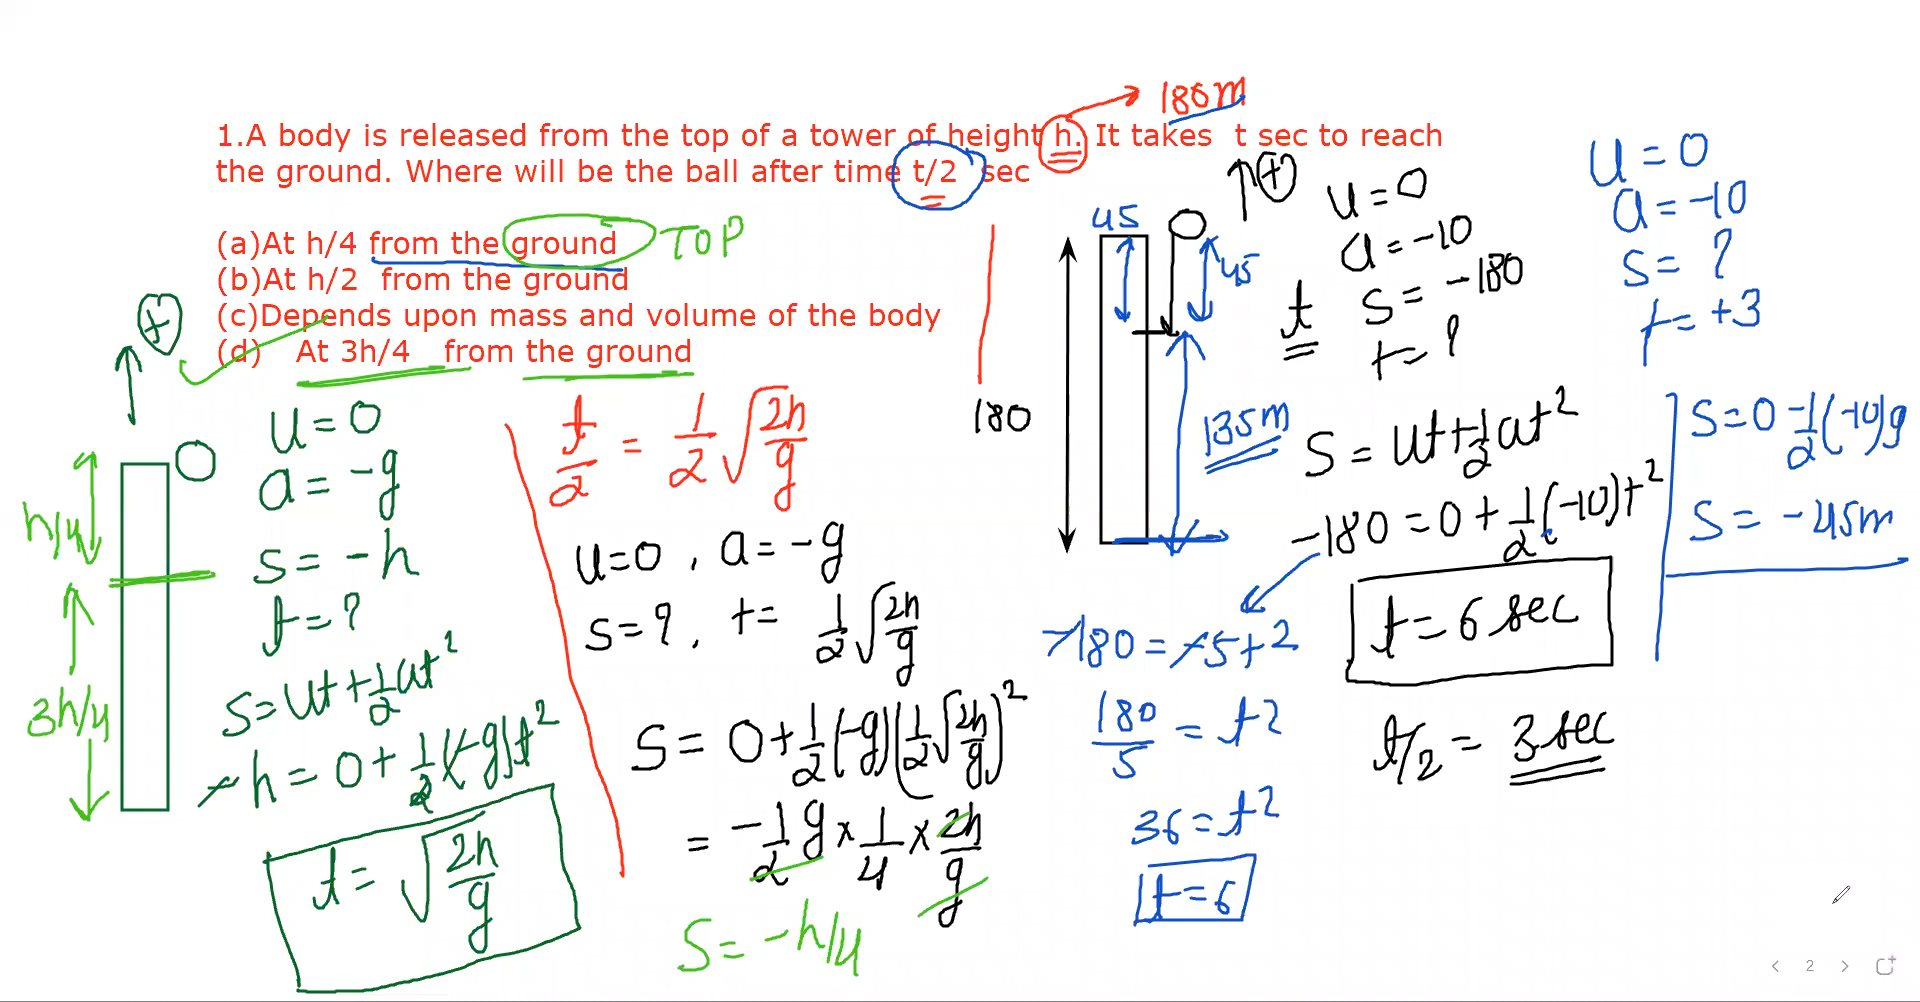 180m
1.A body is released from the top of a tower of height h. It takes t sec to reach
the ground. Where will be the ball after time t/2 sec
(a)At h/4 from the ground TOP
(b)At h/2 from the ground
(c)Depends upon mass and volume of the body
(d) At 3h/4 from the ground
+
u = 0
a = -g
s = -h
t = ?
s = ut + 1/2 at²
-h = 0 + 1/2 (-g) t²
t = √(2h/g)
h/4
3h/4
t/2 = 1/2 √(2h/g)
u = 0 , a = -g
s = ? , t = 1/2 √(2h/g)
S = 0 + 1/2 (-g) (1/2 √(2h/g))²
= -1/2 g × 1/4 × 2h/g
S = -h/4
45
45
180
135m
+
t
u = 0
a = -10
s = -180
t = ?
S = ut + 1/2 at²
-180 = 0 + 1/2 (-10) t²
t = 6 sec
t/2 = 3 sec
-180 = -5t2
180/5 = t2
36 = t2
t = 6
u = 0
a = -10
s = ?
t = +3
S = 0 - 1/2 (-10) 9
S = -45m
2